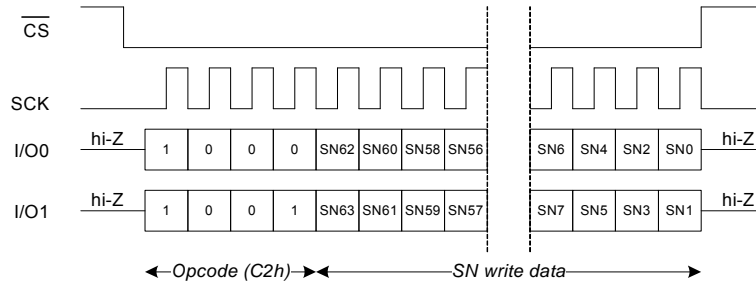 CS
SCK
hi-Z
I/O0
1 0 0 0 SN62 SN60 SN58 SN56 SN6 SN4 SN2 SN0
hi-Z
hi-Z
I/O1
1 0 0 1 SN63 SN61 SN59 SN57 SN7 SN5 SN3 SN1
hi-Z
Opcode (C2h) SN write data